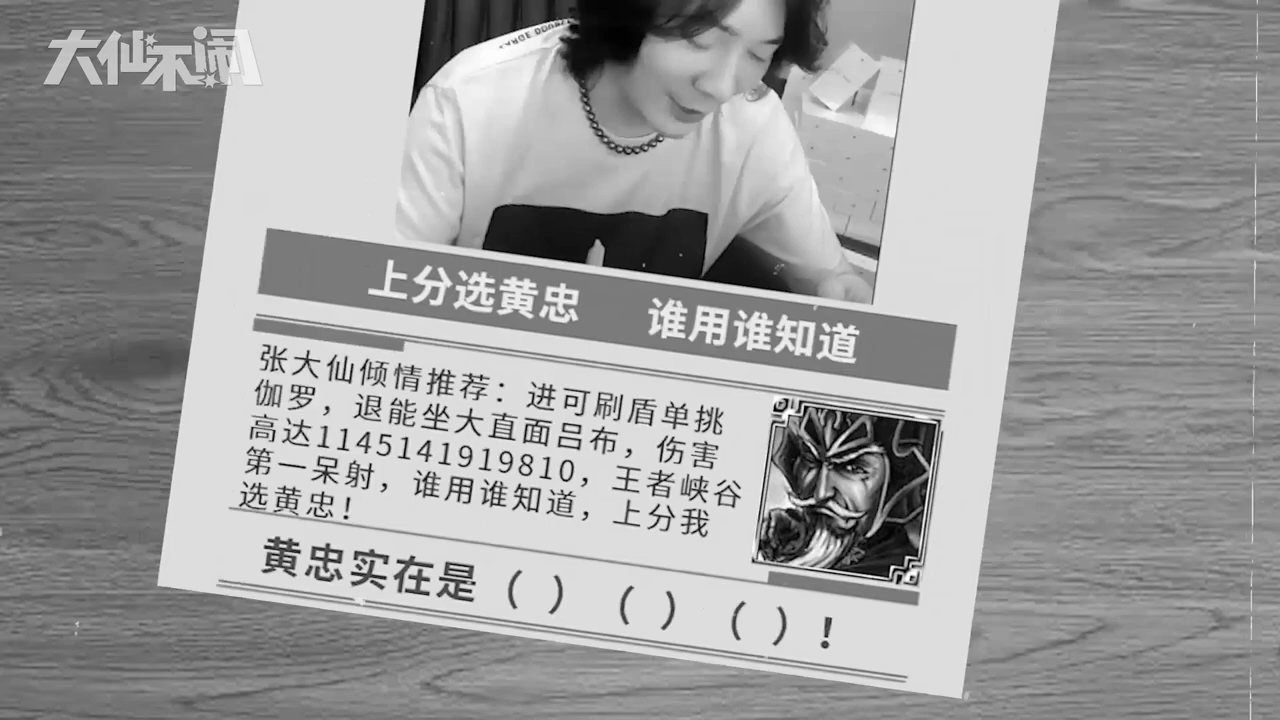 大仙不闹
上分选黄忠 谁用谁知道
张大仙倾情推荐：进可刷盾单挑
伽罗，退能坐大直面吕布，伤害
高达1145141919810，王者峡谷
第一呆射，谁用谁知道，上分我
选黄忠！
黄忠实在是（ ）（ ）（ ）！